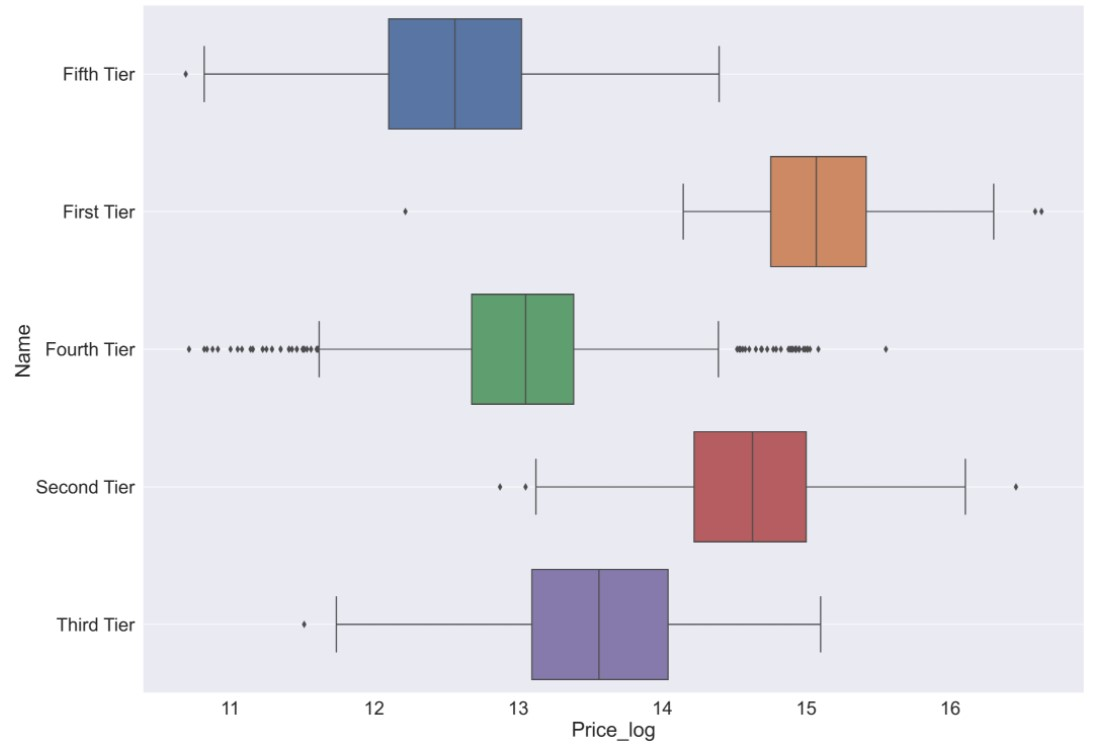 Name
Fifth Tier
First Tier
Fourth Tier
Second Tier
Third Tier
11 12 13 14 15 16
Price_log